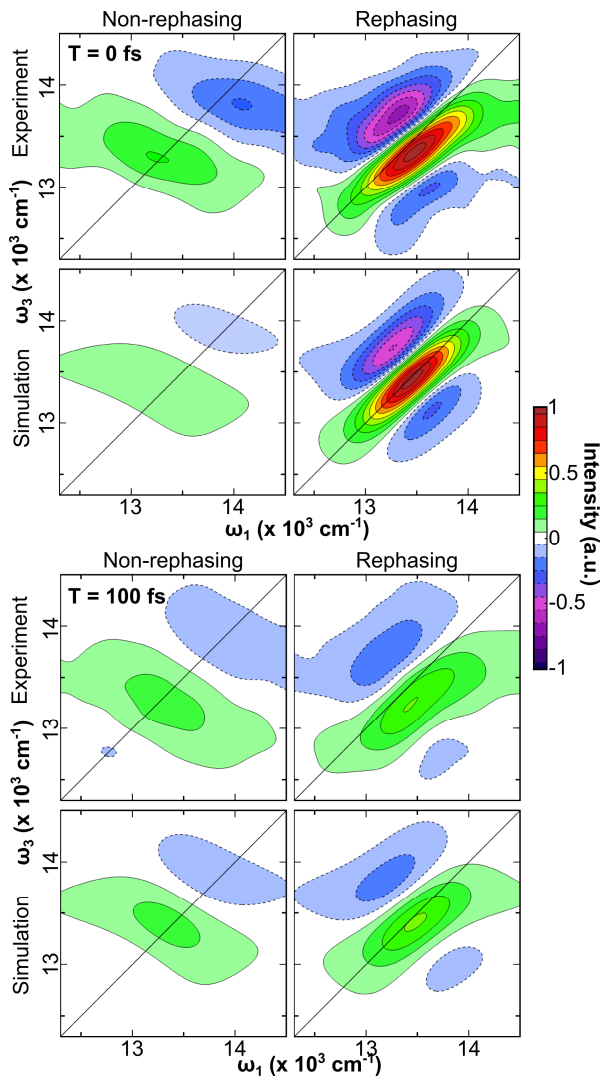 Non-rephasing Rephasing
T = 0 fs
Experiment
14
13
ω3 (x 10³ cm⁻¹)
Simulation
14
13
13 14 13 14
ω1 (x 10³ cm⁻¹)
1
0.5
0
-0.5
-1
Intensity (a.u.)
Non-rephasing Rephasing
T = 100 fs
Experiment
14
13
ω3 (x 10³ cm⁻¹)
Simulation
14
13
13 14 13 14
ω1 (x 10³ cm⁻¹)